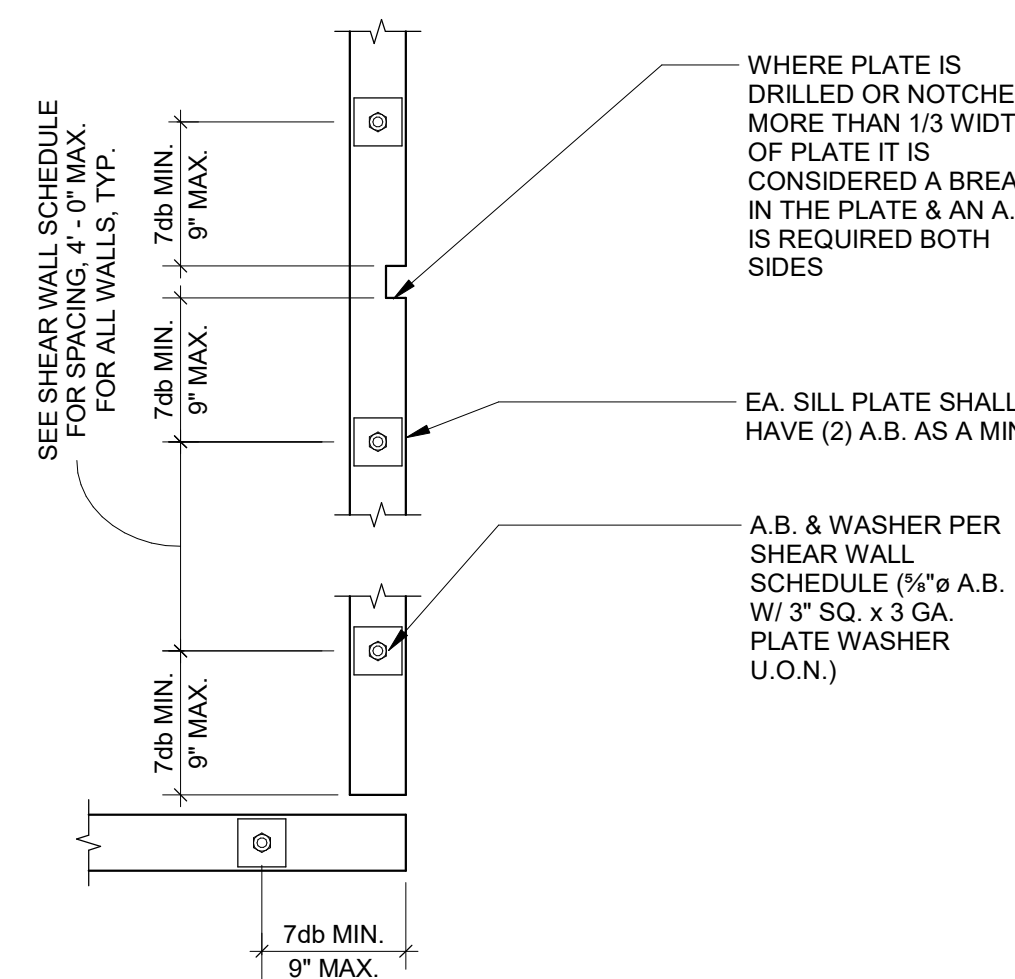 WHERE PLATE IS
DRILLED OR NOTCHE
MORE THAN 1/3 WIDT
OF PLATE IT IS
CONSIDERED A BREA
IN THE PLATE & AN A.
IS REQUIRED BOTH
SIDES
SEE SHEAR WALL SCHEDULE
FOR SPACING, 4' - 0" MAX.
FOR ALL WALLS, TYP.
7db MIN.
9" MAX.
7db MIN.
9" MAX.
EA. SILL PLATE SHALL
HAVE (2) A.B. AS A MIN
A.B. & WASHER PER
SHEAR WALL
SCHEDULE (⅝"ø A.B.
W/ 3" SQ. x 3 GA.
PLATE WASHER
U.O.N.)
7db MIN.
9" MAX.
7db MIN.
9" MAX.